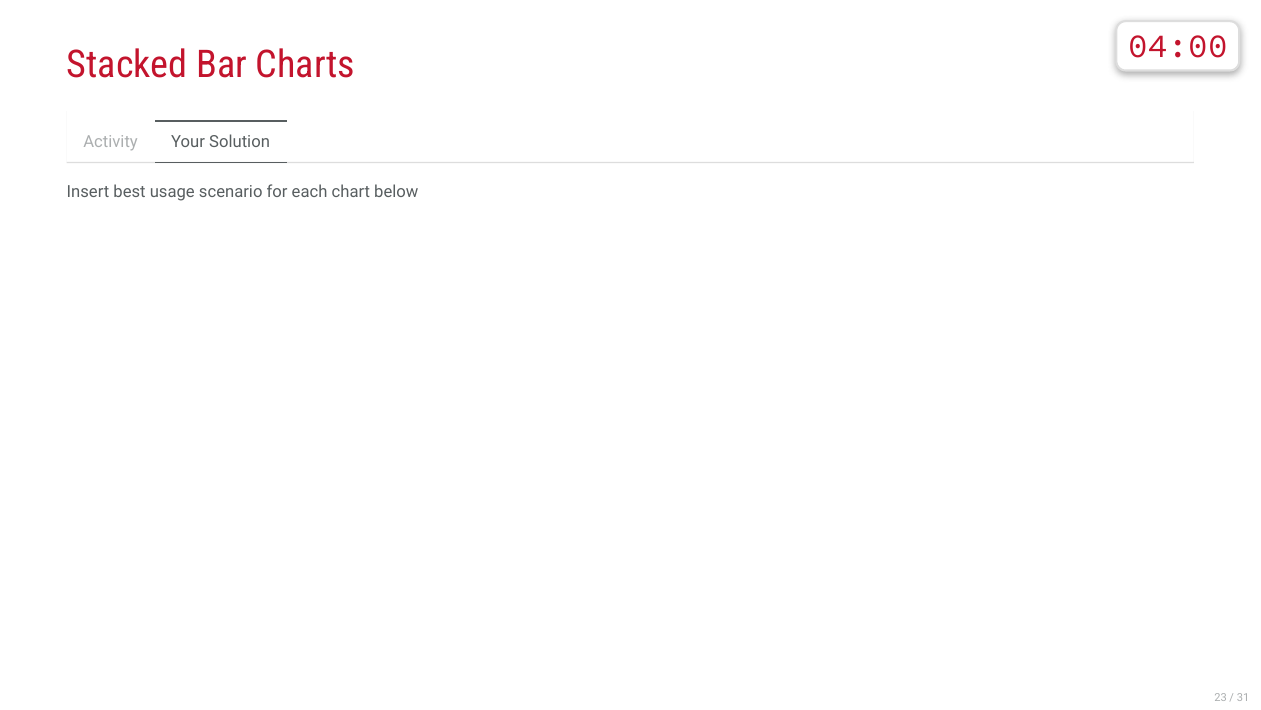 Stacked Bar Charts
04:00
Activity
Your Solution
Insert best usage scenario for each chart below
23 / 31